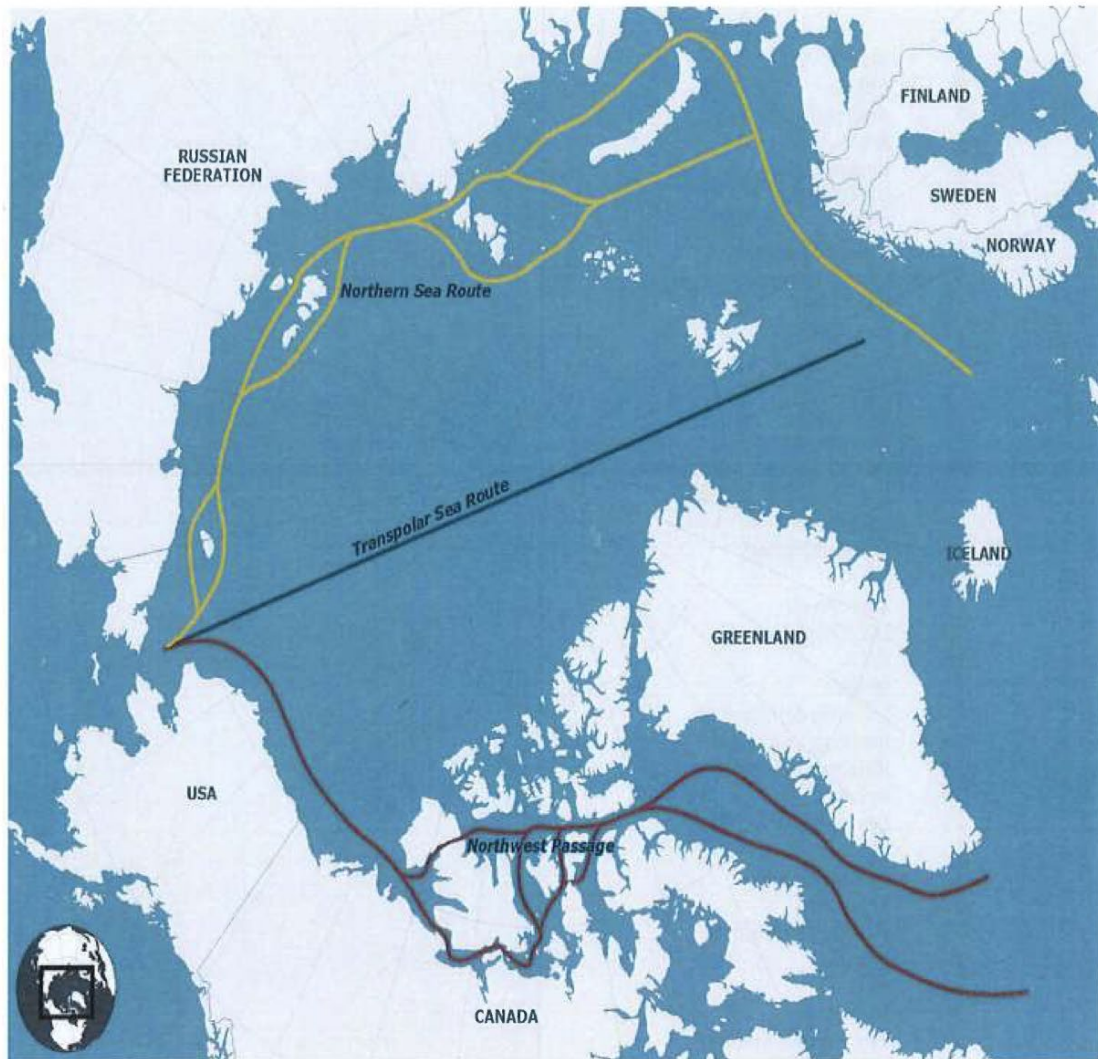 FINLAND
RUSSIAN
FEDERATION
SWEDEN
NORWAY
Northern Sea Route
Transpolar Sea Route
ICELAND
GREENLAND
USA
Northwest Passage
CANADA